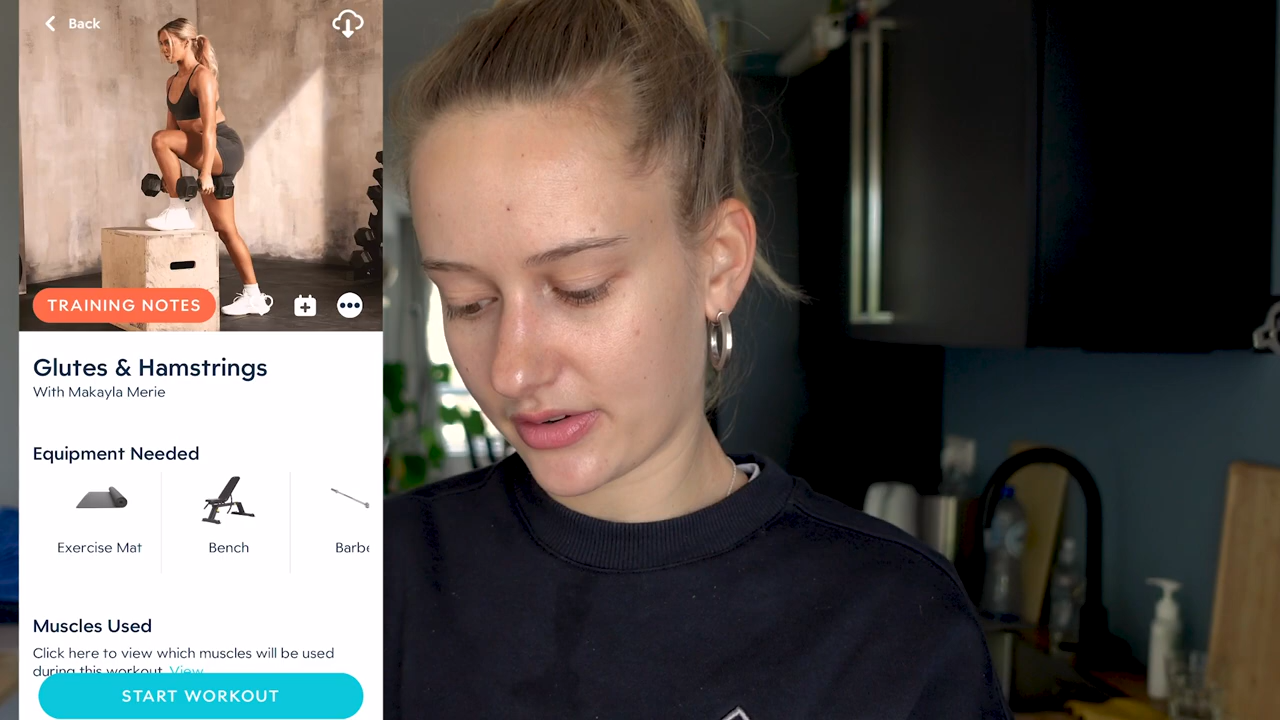 Back
TRAINING NOTES
Glutes & Hamstrings
With Makayla Merie
Equipment Needed
Exercise Mat
Bench
Barbe
Muscles Used
Click here to view which muscles will be used
during this workout. View
START WORKOUT